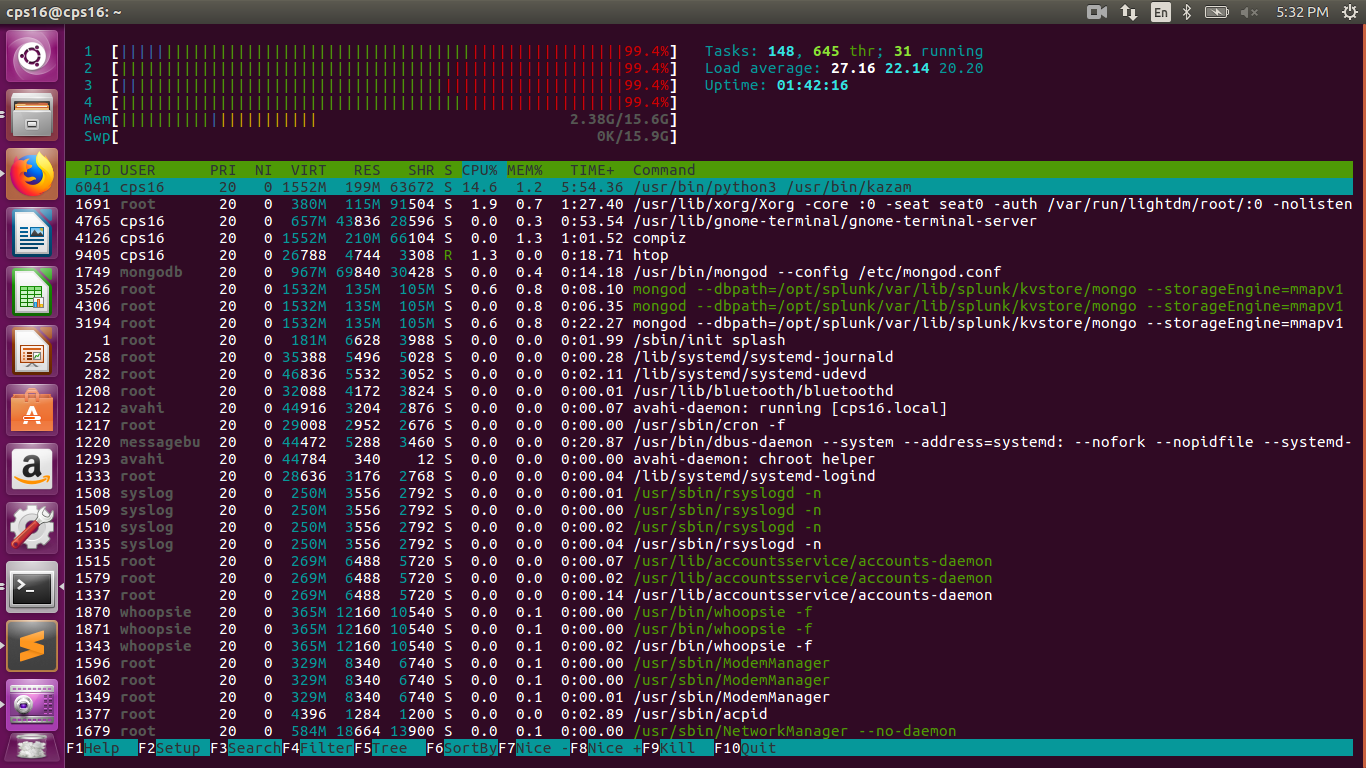 cps16@cps16: ~ En 5:32 PM
1 [||||||||||||||||||||||||||||||||||||||||||||||||||||||||99.4%] Tasks: 148, 645 thr; 31 running
2 [||||||||||||||||||||||||||||||||||||||||||||||||||||||||99.4%] Load average: 27.16 22.14 20.20
3 [||||||||||||||||||||||||||||||||||||||||||||||||||||||||99.4%] Uptime: 01:42:16
4 [||||||||||||||||||||||||||||||||||||||||||||||||||||||||99.4%]
Mem[|||||||||||||||||||||| 2.38G/15.6G]
Swp[ 0K/15.9G]
PID USER PRI NI VIRT RES SHR S CPU% MEM% TIME+ Command
6041 cps16 20 0 1552M 199M 63672 S 14.6 1.2 5:54.36 /usr/bin/python3 /usr/bin/kazam
1691 root 20 0 380M 115M 91504 S 1.9 0.7 1:27.40 /usr/lib/xorg/Xorg -core :0 -seat seat0 -auth /var/run/lightdm/root/:0 -nolisten
4765 cps16 20 0 657M 43836 28596 S 0.0 0.3 0:53.54 /usr/lib/gnome-terminal/gnome-terminal-server
4126 cps16 20 0 1552M 210M 66104 S 0.0 1.3 1:01.52 compiz
9405 cps16 20 0 26788 4744 3308 R 1.3 0.0 0:18.71 htop
1749 mongodb 20 0 967M 69840 30428 S 0.0 0.4 0:14.18 /usr/bin/mongod --config /etc/mongod.conf
3526 root 20 0 1532M 135M 105M S 0.6 0.8 0:08.10 mongod --dbpath=/opt/splunk/var/lib/splunk/kvstore/mongo --storageEngine=mmapv1
4306 root 20 0 1532M 135M 105M S 0.0 0.8 0:06.35 mongod --dbpath=/opt/splunk/var/lib/splunk/kvstore/mongo --storageEngine=mmapv1
3194 root 20 0 1532M 135M 105M S 0.6 0.8 0:22.27 mongod --dbpath=/opt/splunk/var/lib/splunk/kvstore/mongo --storageEngine=mmapv1
1 root 20 0 181M 6628 3988 S 0.0 0.0 0:01.99 /sbin/init splash
258 root 20 0 35388 5496 5028 S 0.0 0.0 0:00.28 /lib/systemd/systemd-journald
282 root 20 0 46836 5532 3052 S 0.0 0.0 0:02.11 /lib/systemd/systemd-udevd
1208 root 20 0 32088 4172 3824 S 0.0 0.0 0:00.01 /usr/lib/bluetooth/bluetoothd
1212 avahi 20 0 44916 3204 2876 S 0.0 0.0 0:00.07 avahi-daemon: running [cps16.local]
1217 root 20 0 29008 2952 2676 S 0.0 0.0 0:00.00 /usr/sbin/cron -f
1220 messagebu 20 0 44472 5288 3460 S 0.0 0.0 0:20.87 /usr/bin/dbus-daemon --system --address=systemd: --nofork --nopidfile --systemd-
1293 avahi 20 0 44784 340 12 S 0.0 0.0 0:00.00 avahi-daemon: chroot helper
1333 root 20 0 28636 3176 2768 S 0.0 0.0 0:00.04 /lib/systemd/systemd-logind
1508 syslog 20 0 250M 3556 2792 S 0.0 0.0 0:00.01 /usr/sbin/rsyslogd -n
1509 syslog 20 0 250M 3556 2792 S 0.0 0.0 0:00.00 /usr/sbin/rsyslogd -n
1510 syslog 20 0 250M 3556 2792 S 0.0 0.0 0:00.02 /usr/sbin/rsyslogd -n
1335 syslog 20 0 250M 3556 2792 S 0.0 0.0 0:00.04 /usr/sbin/rsyslogd -n
1515 root 20 0 269M 6488 5720 S 0.0 0.0 0:00.07 /usr/lib/accountsservice/accounts-daemon
1579 root 20 0 269M 6488 5720 S 0.0 0.0 0:00.02 /usr/lib/accountsservice/accounts-daemon
1337 root 20 0 269M 6488 5720 S 0.0 0.0 0:00.14 /usr/lib/accountsservice/accounts-daemon
1870 whoopsie 20 0 365M 12160 10540 S 0.0 0.1 0:00.00 /usr/bin/whoopsie -f
1871 whoopsie 20 0 365M 12160 10540 S 0.0 0.1 0:00.00 /usr/bin/whoopsie -f
1343 whoopsie 20 0 365M 12160 10540 S 0.0 0.1 0:00.02 /usr/bin/whoopsie -f
1596 root 20 0 329M 8340 6740 S 0.0 0.1 0:00.00 /usr/sbin/ModemManager
1602 root 20 0 329M 8340 6740 S 0.0 0.1 0:00.00 /usr/sbin/ModemManager
1349 root 20 0 329M 8340 6740 S 0.0 0.1 0:00.01 /usr/sbin/ModemManager
1377 root 20 0 4396 1284 1200 S 0.0 0.0 0:02.89 /usr/sbin/acpid
1679 root 20 0 584M 18664 13900 S 0.0 0.1 0:00.00 /usr/sbin/NetworkManager --no-daemon
F1Help F2Setup F3SearchF4FilterF5Tree F6SortByF7Nice -F8Nice +F9Kill F10Quit